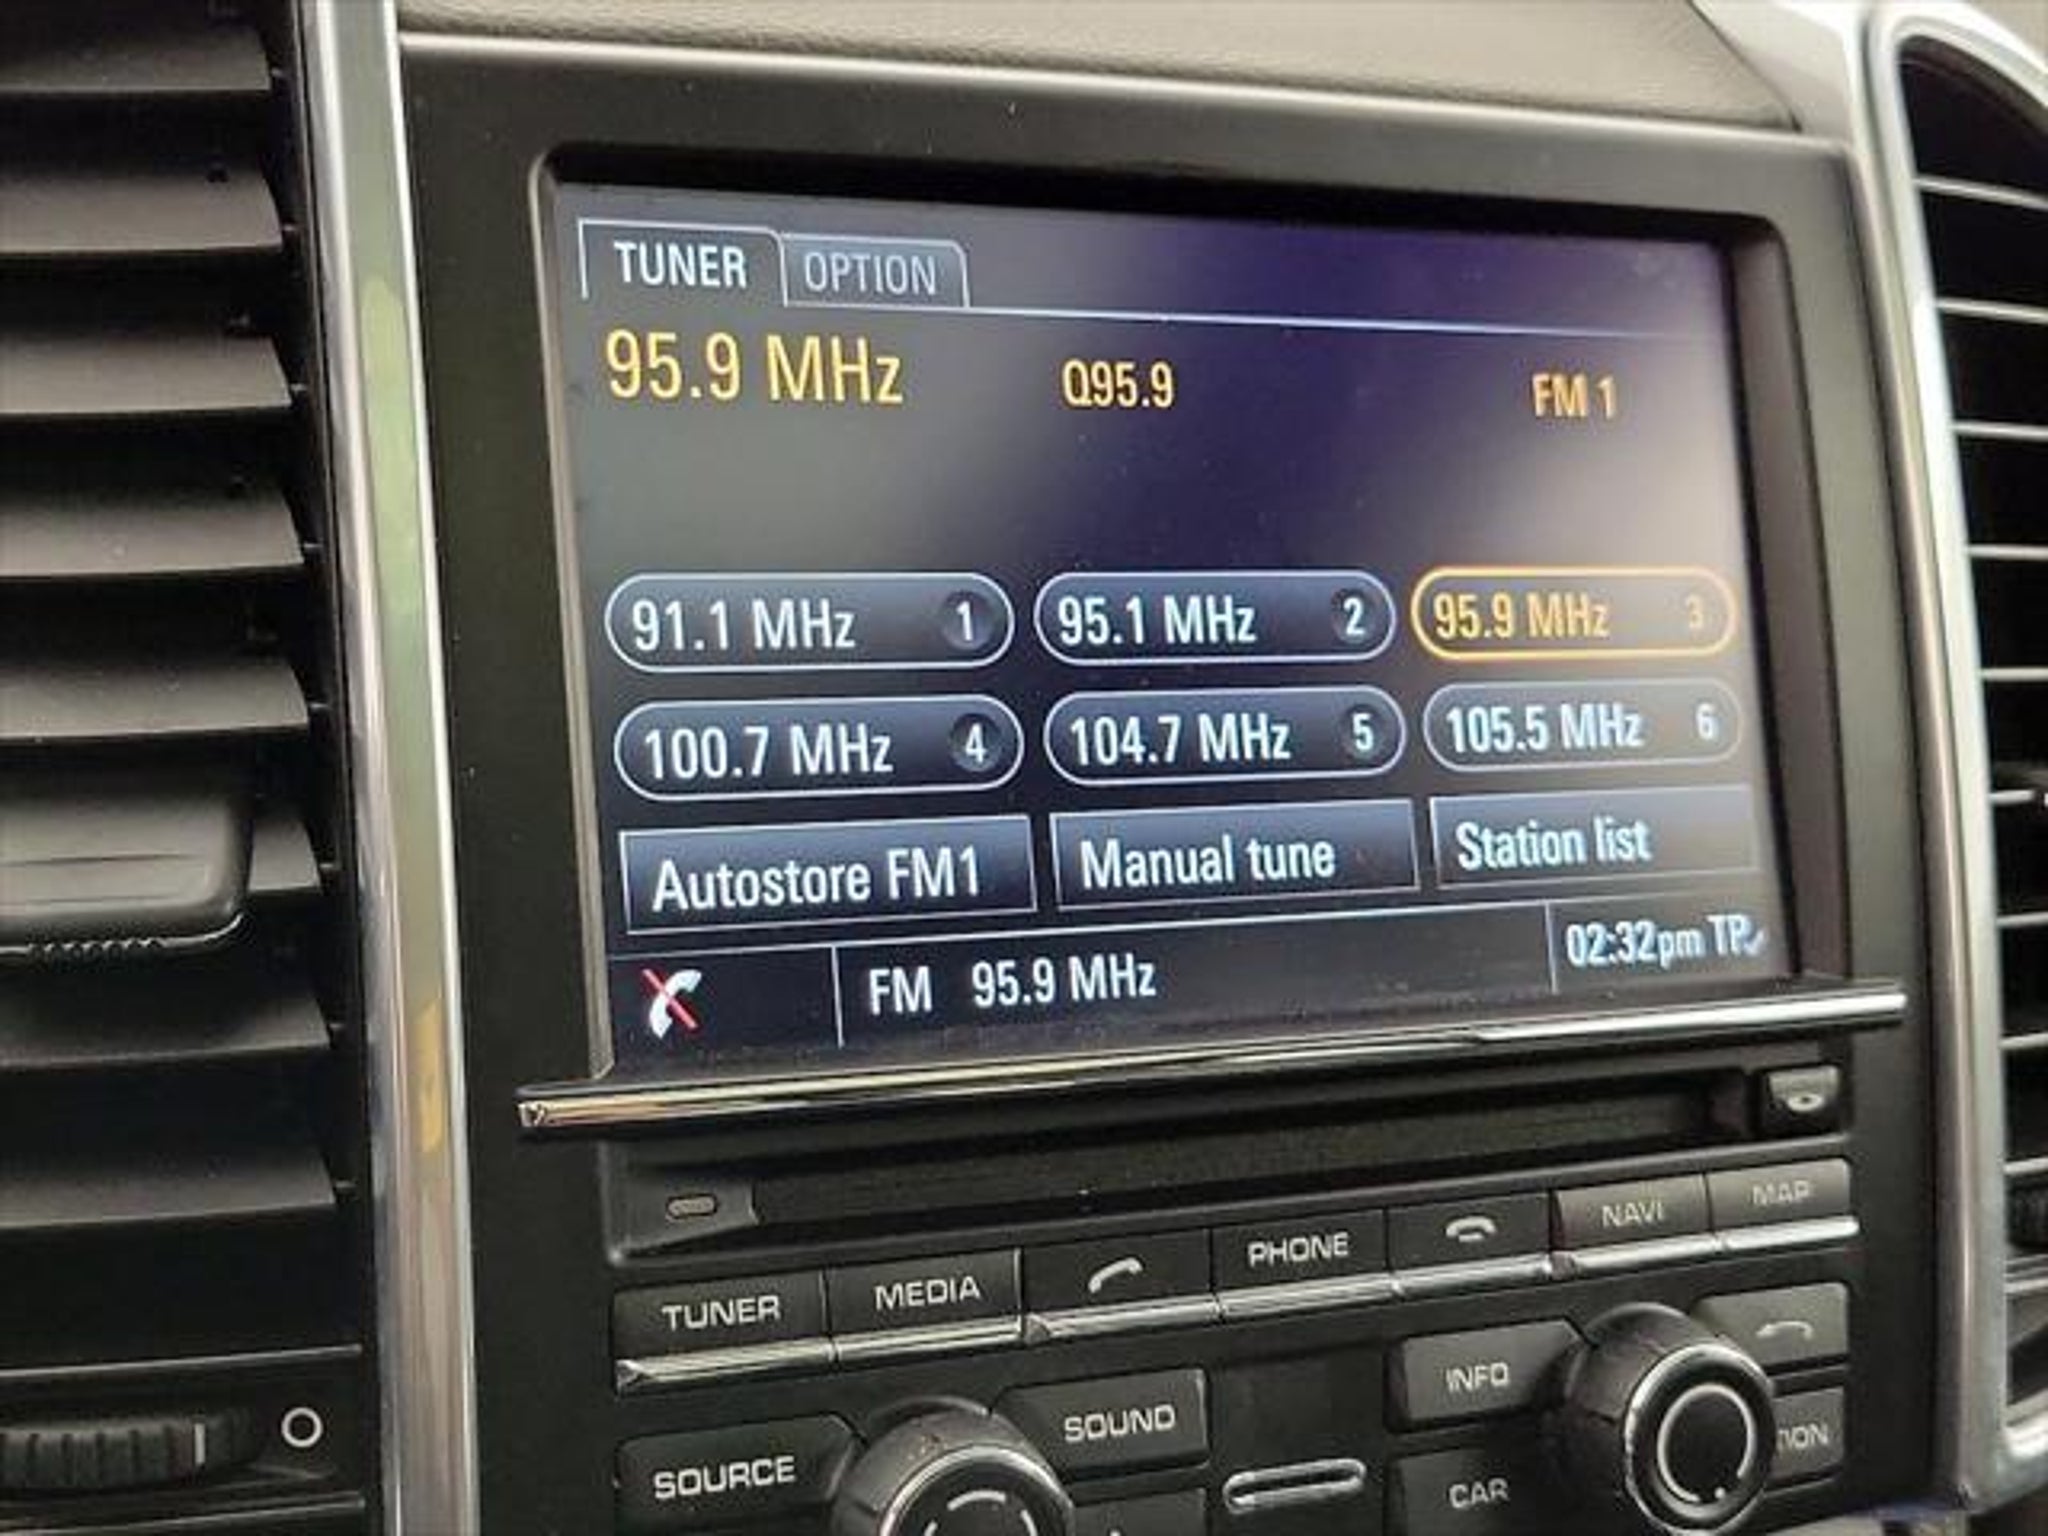 TUNER OPTION
95.9 MHz Q95.9 FM 1
91.1 MHz 1 95.1 MHz 2 95.9 MHz 3
100.7 MHz 4 104.7 MHz 5 105.5 MHz 6
Autostore FM1 Manual tune Station list
FM 95.9 MHz 02:32pm TP
TUNER MEDIA PHONE NAVI MAP
SOURCE SOUND INFO
CAR